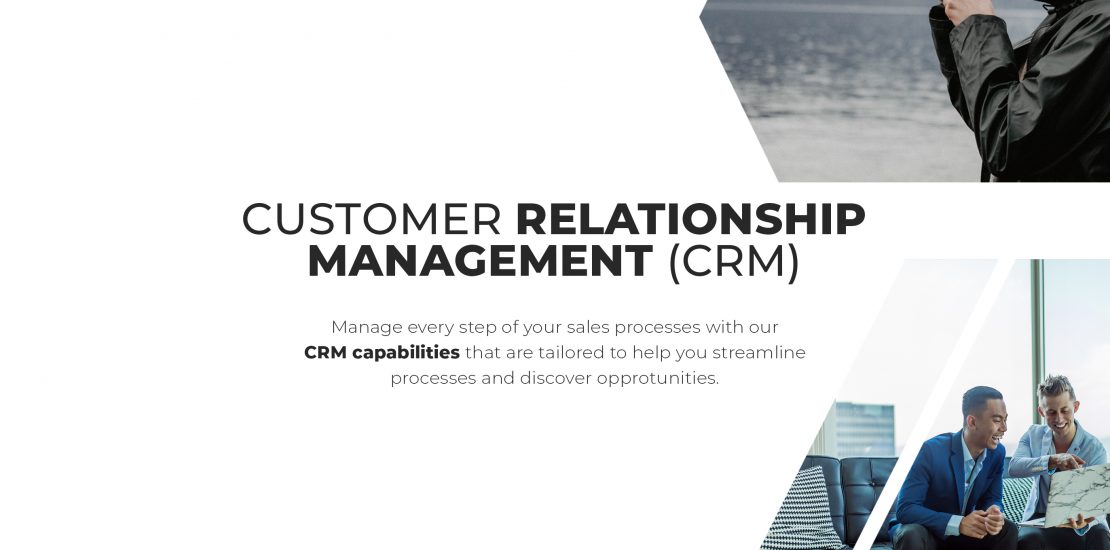 CUSTOMER RELATIONSHIP
MANAGEMENT (CRM)
Manage every step of your sales processes with our
CRM capabilities that are tailored to help you streamline
processes and discover opprotunities.